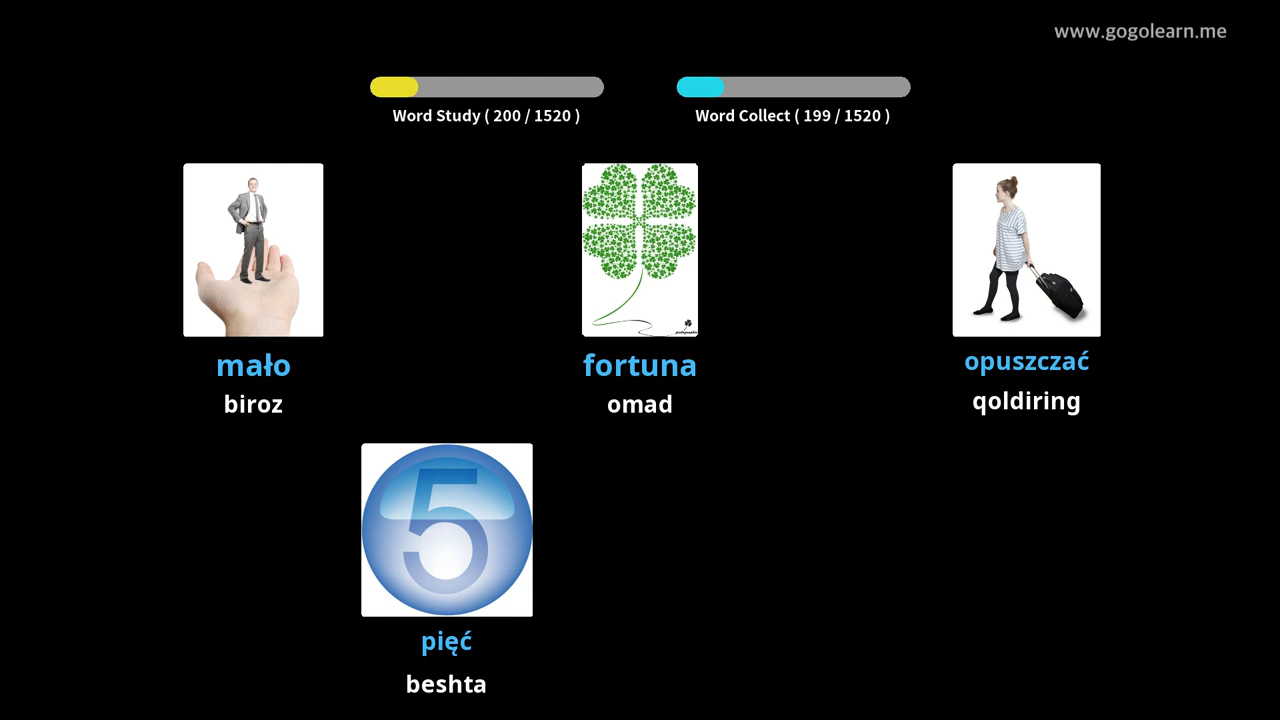 www.gogolearn.me
Word Study ( 200 / 1520 )
Word Collect ( 199 / 1520 )
mało
biroz
fortuna
omad
opuszczać
qoldiring
5
pięć
beshta